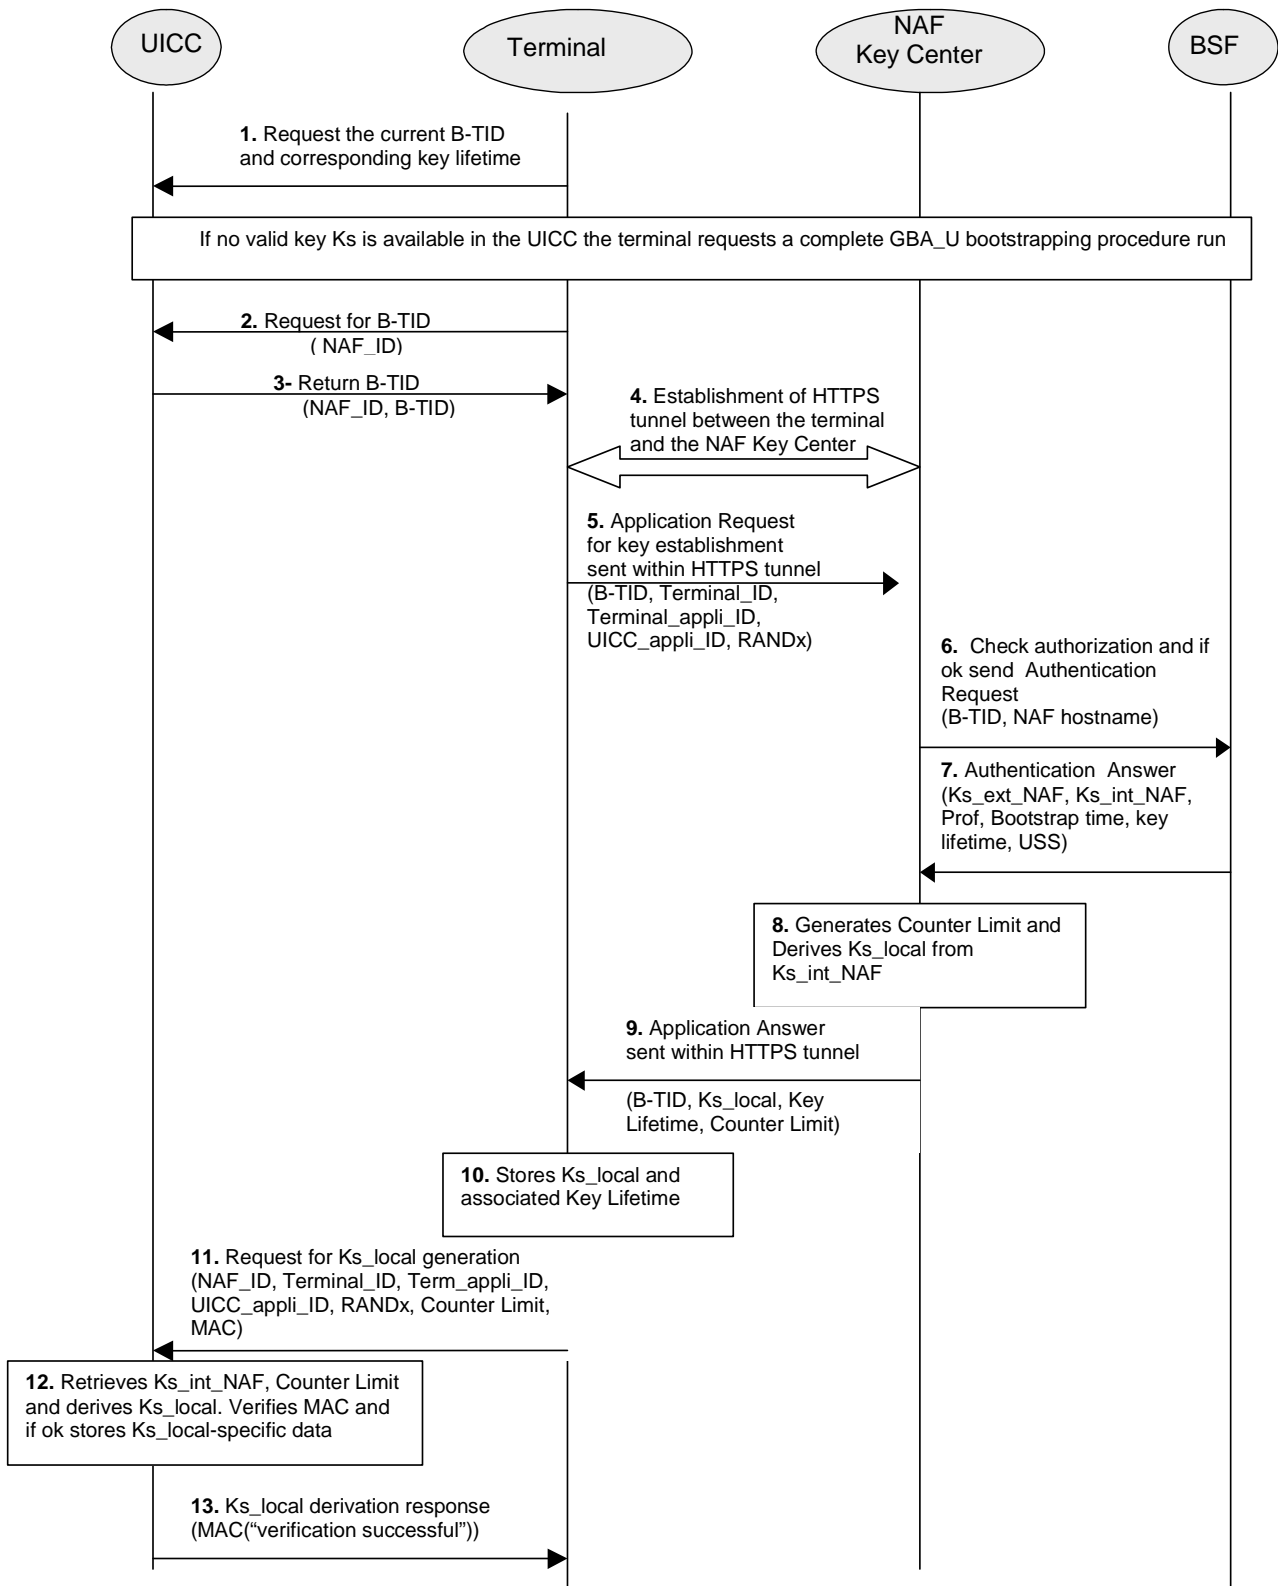 UICC
Terminal
NAF
Key Center
BSF
1. Request the current B-TID
and corresponding key lifetime
If no valid key Ks is available in the UICC the terminal requests a complete GBA_U bootstrapping procedure run
2. Request for B-TID
( NAF_ID)
3- Return B-TID
(NAF_ID, B-TID)
4. Establishment of HTTPS
tunnel between the terminal
and the NAF Key Center
5. Application Request
for key establishment
sent within HTTPS tunnel
(B-TID, Terminal_ID,
Terminal_appli_ID,
UICC_appli_ID, RANDx)
6. Check authorization and if
ok send Authentication
Request
(B-TID, NAF hostname)
7. Authentication Answer
(Ks_ext_NAF, Ks_int_NAF,
Prof, Bootstrap time, key
lifetime, USS)
8. Generates Counter Limit and
Derives Ks_local from
Ks_int_NAF
9. Application Answer
sent within HTTPS tunnel
(B-TID, Ks_local, Key
Lifetime, Counter Limit)
10. Stores Ks_local and
associated Key Lifetime
11. Request for Ks_local generation
(NAF_ID, Terminal_ID, Term_appli_ID,
UICC_appli_ID, RANDx, Counter Limit,
MAC)
12. Retrieves Ks_int_NAF, Counter Limit
and derives Ks_local. Verifies MAC and
if ok stores Ks_local-specific data
13. Ks_local derivation response
(MAC(“verification successful”))